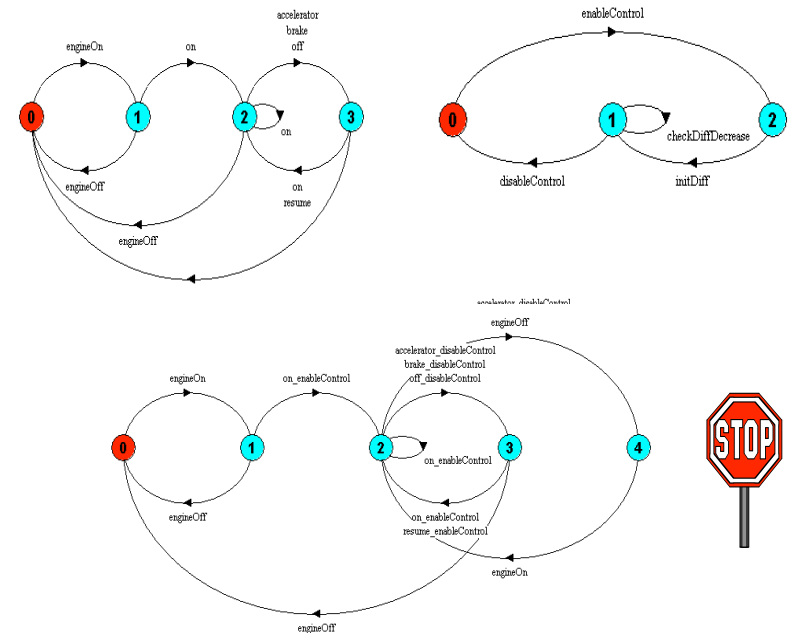 accelerator
brake
engineOn
on
off
0
1
2
3
on
engineOff
on
resume
engineOff
enableControl
0
1
2
checkDiffDecrease
disableControl
initDiff
accelerator_disableControl
engineOff
accelerator_disableControl
brake_disableControl
engineOn
on_enableControl
off_disableControl
0
1
2
3
4
on_enableControl
engineOff
on_enableControl
resume_enableControl
engineOn
engineOff
STOP